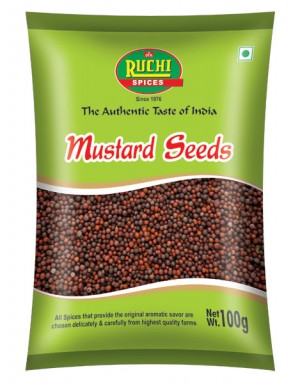 RUCHI
SPICES
Since 1976
The Authentic Taste of India
Mustard Seeds
All Spices that provide the original aromatic savor are
chosen delicately & carefully from highest quality farms
Net
Wt. 100g